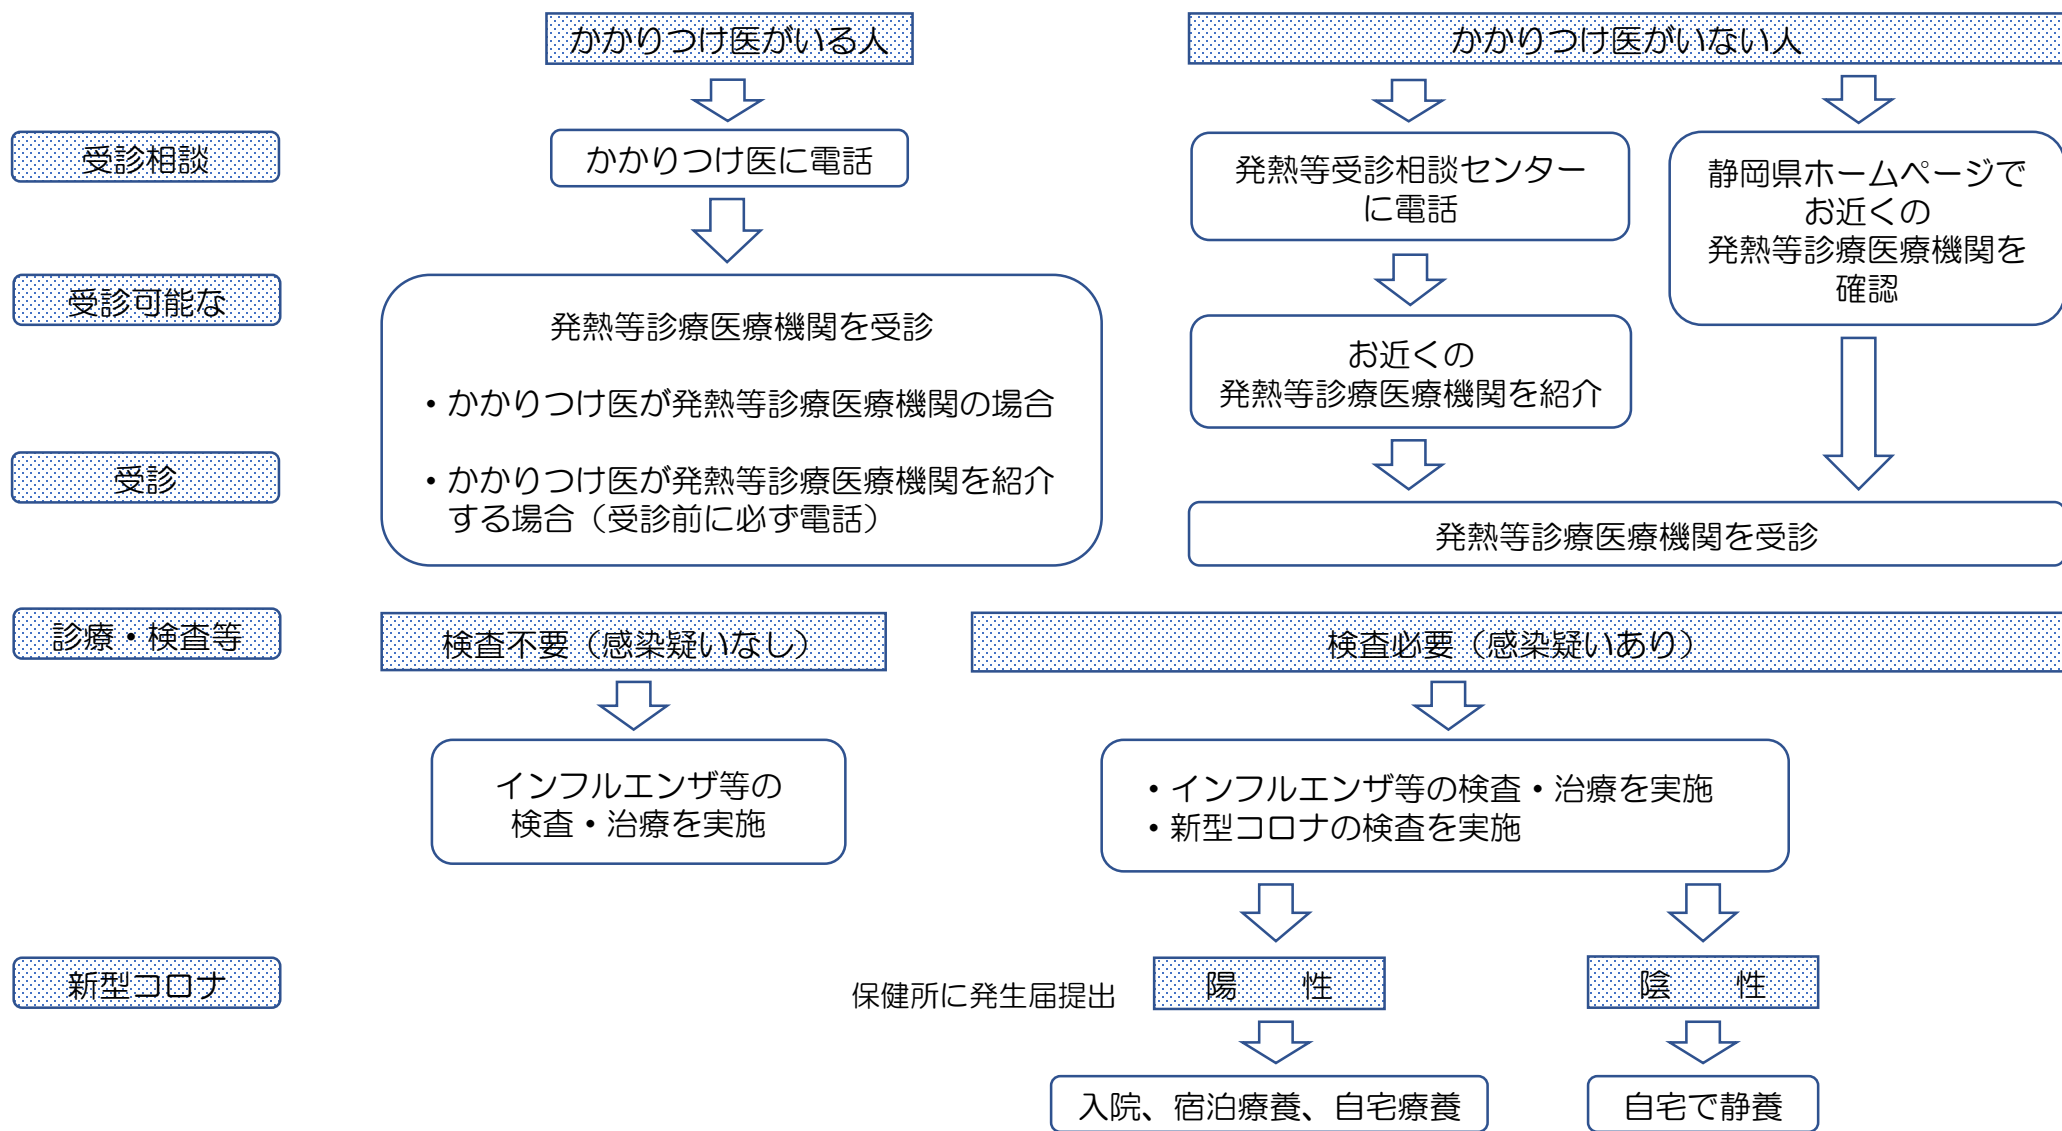 かかりつけ医がいる人
かかりつけ医がいない人
受診相談
かかりつけ医に電話
発熱等受診相談センター
に電話
静岡県ホームページで
お近くの
発熱等診療医療機関を
確認
受診可能な
発熱等診療医療機関を受診
・かかりつけ医が発熱等診療医療機関の場合
・かかりつけ医が発熱等診療医療機関を紹介
する場合（受診前に必ず電話）
お近くの
発熱等診療医療機関を紹介
受診
発熱等診療医療機関を受診
診療・検査等
検査不要（感染疑いなし）
検査必要（感染疑いあり）
インフルエンザ等の
検査・治療を実施
・インフルエンザ等の検査・治療を実施
・新型コロナの検査を実施
新型コロナ
保健所に発生届提出
陽　性
陰　性
入院、宿泊療養、自宅療養
自宅で静養